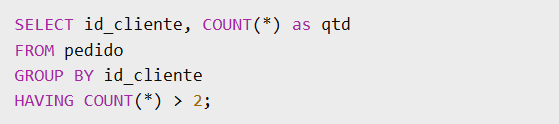 SELECT id_cliente, COUNT(*) as qtd
FROM pedido
GROUP BY id_cliente
HAVING COUNT(*) > 2;